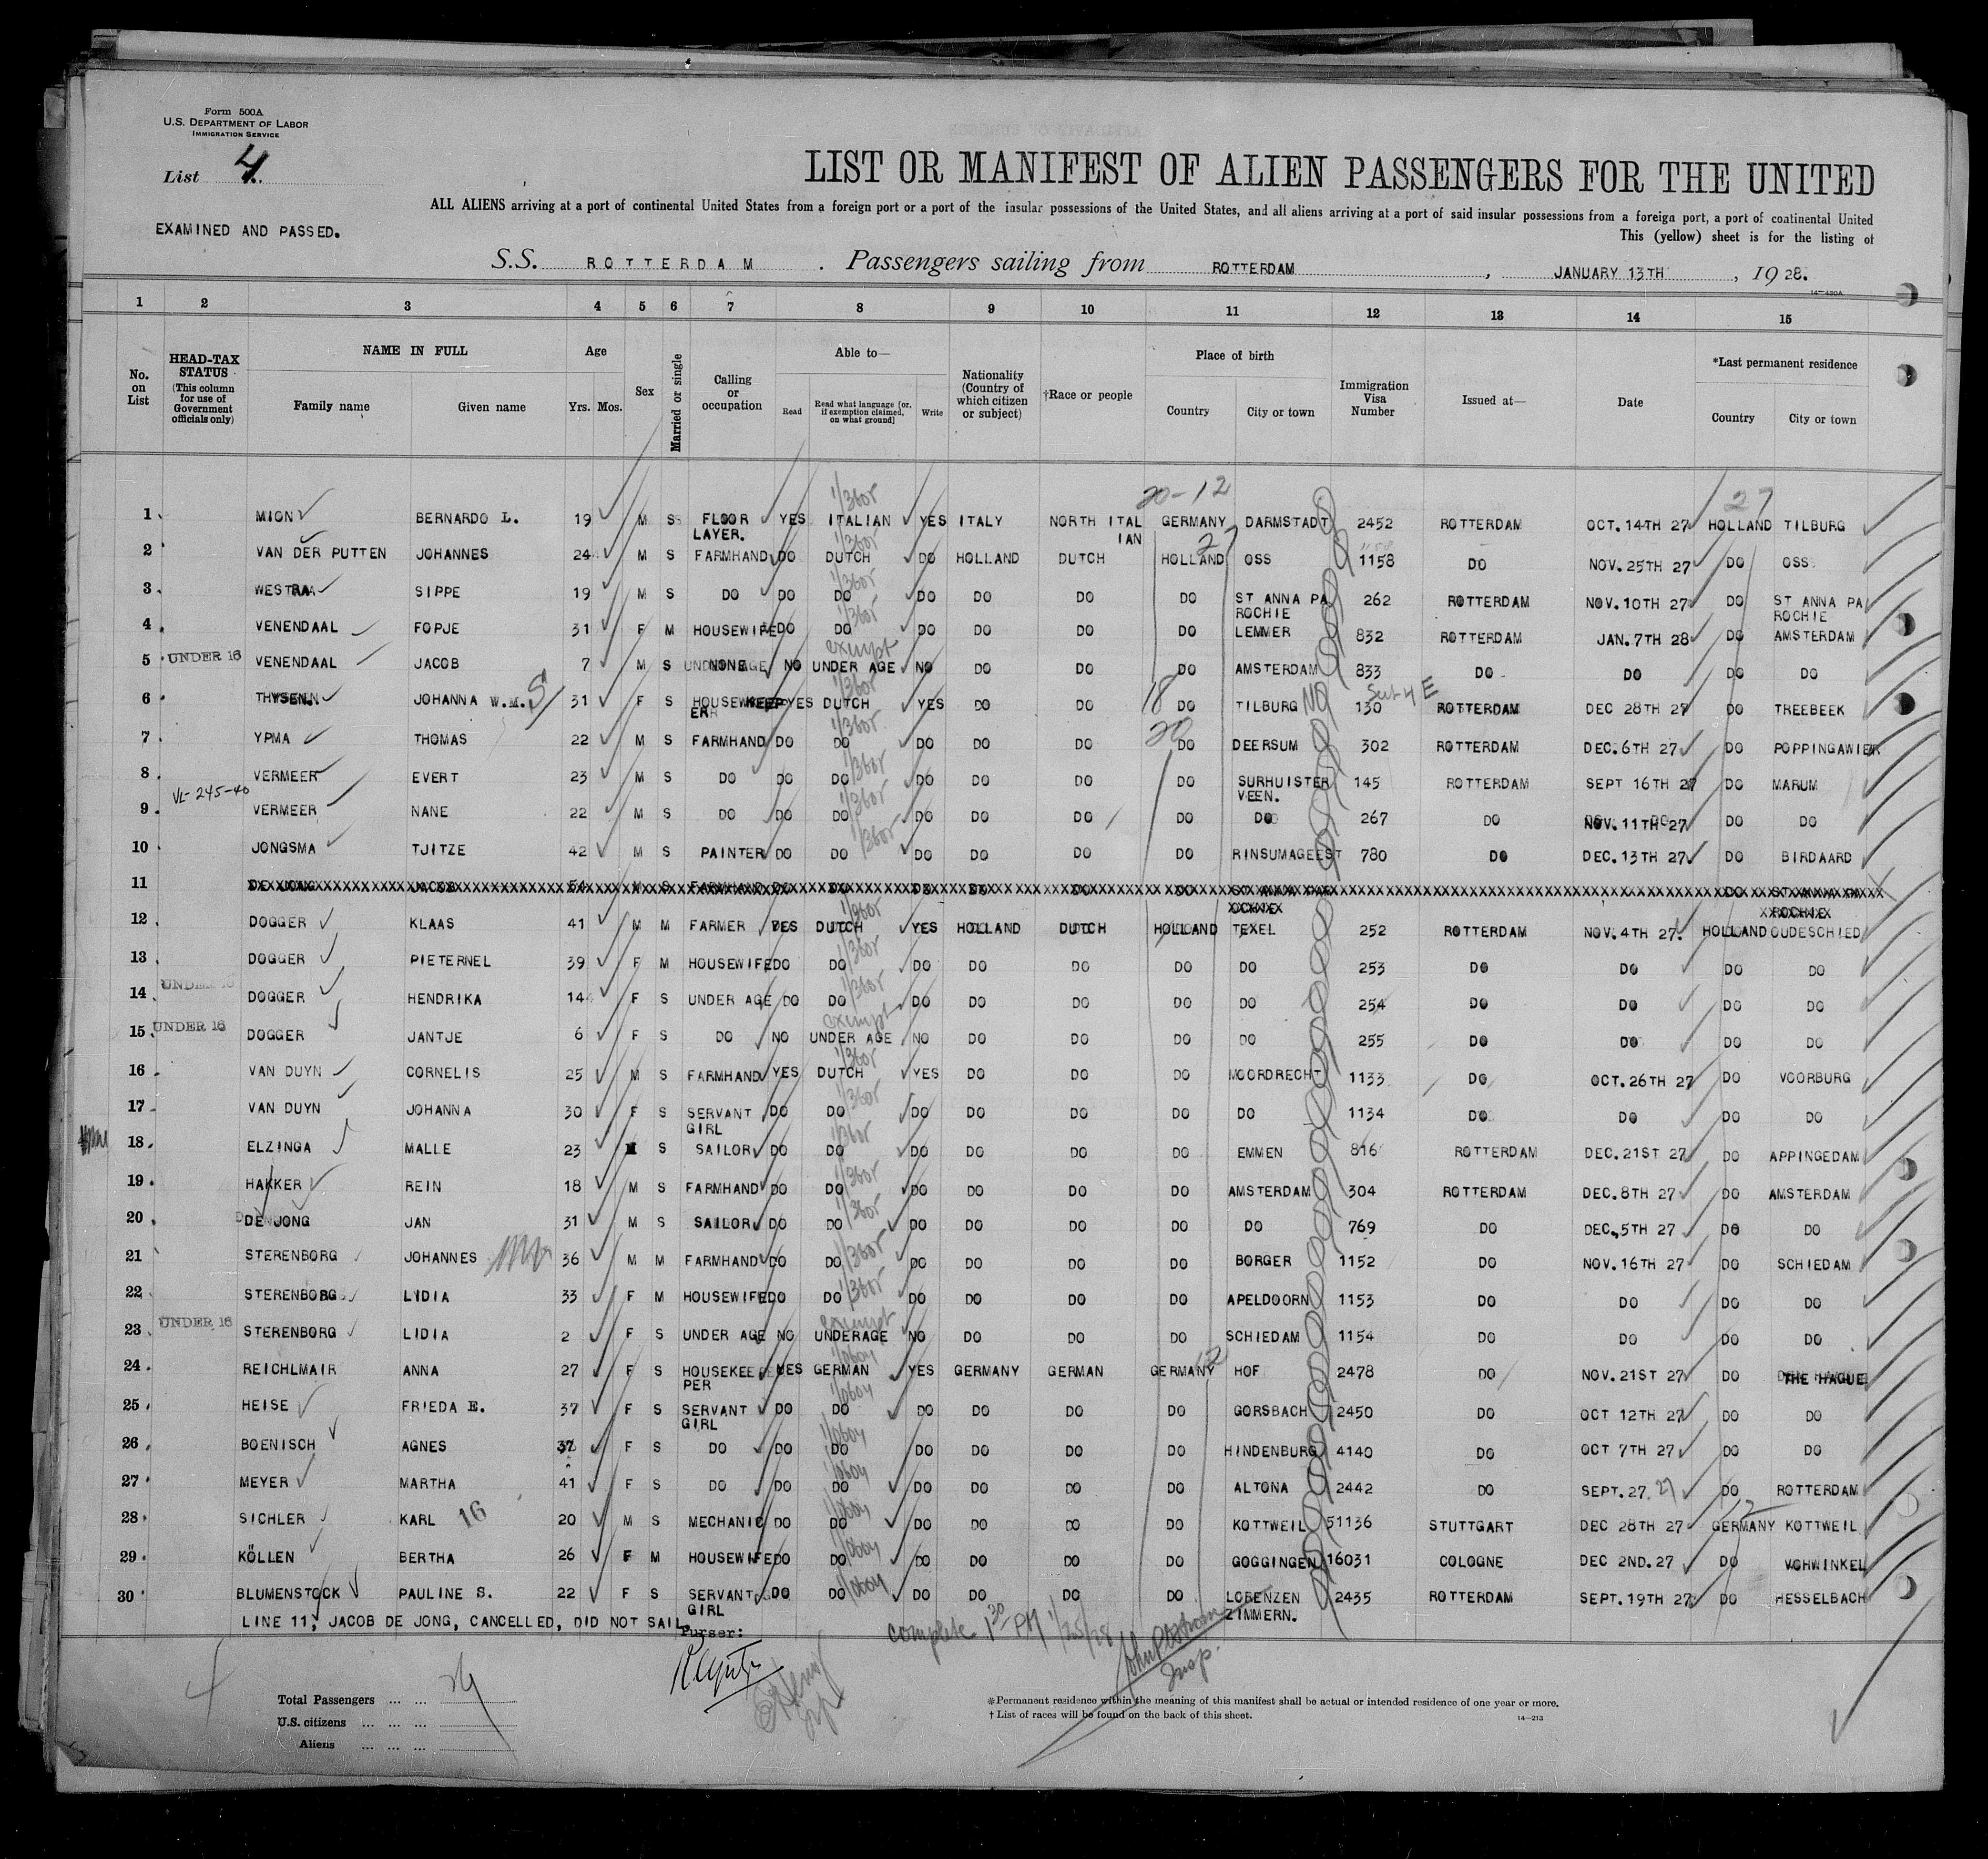 Form 500A
U.S. DEPARTMENT OF LABOR
IMMIGRATION SERVICE
List 4.
EXAMINED AND PASSED.
LIST OR MANIFEST OF ALIEN PASSENGERS FOR THE UNITED
ALL ALIENS arriving at a port of continental United States from a foreign port or a port of the insular possessions of the United States, and all aliens arriving at a port of said insular possessions from a foreign port, a port of continental United
This (yellow) sheet is for the listing of
S.S. ROTTERDAM. Passengers sailing from ROTTERDAM, JANUARY 13TH, 1928.
14—430A
1 2 3 4 5 6 7 8 9 10 11 12 13 14 15
No. on List
HEAD-TAX STATUS (This column for use of Government officials only)
NAME IN FULL
Family name Given name
Age
Yrs. Mos.
Sex
Married or single
Calling or occupation
Able to—
Read
Read what language [or, if exemption claimed, on what ground]
Write
Nationality (Country of which citizen or subject)
†Race or people
Place of birth
Country City or town
Immigration Visa Number
Issued at—
Date
*Last permanent residence
Country City or town
20-12 27
1 MION BERNARDO L. 19 M S FLOOR LAYER. YES ITALIAN YES ITALY NORTH ITALIAN GERMANY DARMSTADT 2452 ROTTERDAM OCT. 14TH 27 HOLLAND TILBURG
2 VAN DER PUTTEN JOHANNES 24 M S FARMHAND DO DUTCH DO HOLLAND DUTCH HOLLAND OSS 1158 DO NOV. 25TH 27 DO OSS
3 WESTRA SIPPE 19 M S DO DO DO DO DO DO DO ST ANNA PAROCHIE 262 ROTTERDAM NOV. 10TH 27 DO ST ANNA PAROCHIE
4 VENENDAAL FOPJE 31 F M HOUSEWIFE DO DO DO DO DO DO LEMMER 832 ROTTERDAM JAN. 7TH 28 DO AMSTERDAM
exempt
5 UNDER 16 VENENDAAL JACOB 7 M S NONE NO UNDER AGE NO DO DO DO AMSTERDAM 833 DO DO DO DO
6 THYSEN JOHANNA W.M. 31 F S HOUSEKEEPER YES DUTCH YES DO DO 18 DO TILBURG 130 ROTTERDAM DEC 28TH 27 DO TREEBEEK
7 YPMA THOMAS 22 M S FARMHAND DO DO DO DO DO DO DEERSUM 302 ROTTERDAM DEC. 6TH 27 DO POPPINGAWIER
8 VERMEER EVERT 23 M S DO DO DO DO DO DO DO SURHUISTERVEEN. 145 ROTTERDAM SEPT 16TH 27 DO MARUM
VL-245-40
9 VERMEER NANE 22 M S DO DO DO DO DO DO DO DO 267 DO NOV. 11TH 27 DO DO
10 JONGSMA TJITZE 42 M S PAINTER DO DO DO DO DO DO RINSUMAGEEST 780 DO DEC. 13TH 27 DO BIRDAARD
11 DE JONG JACOB
12 DOGGER KLAAS 41 M M FARMER YES DUTCH YES HOLLAND DUTCH HOLLAND TEXEL 252 ROTTERDAM NOV. 4TH 27. HOLLAND OUDESCHIED
13 DOGGER PIETERNEL 39 F M HOUSEWIFE DO DO DO DO DO DO DO 253 DO DO DO DO
14 UNDER 16 DOGGER HENDRIKA 14 F S UNDER AGE DO DO DO DO DO DO DO 254 DO DO DO DO
exempt
15 UNDER 16 DOGGER JANTJE 6 F S DO NO UNDER AGE NO DO DO DO DO 255 DO DO DO DO
16 VAN DUYN CORNELIS 25 M S FARMHAND YES DUTCH YES DO DO DO MOORDRECHT 1133 DO OCT. 26TH 27 DO VOORBURG
17 VAN DUYN JOHANNA 30 F S SERVANT GIRL DO DO DO DO DO DO DO 1134 DO DO DO DO
18 ELZINGA MALLE 23 M S SAILOR DO DO DO DO DO DO EMMEN 816 ROTTERDAM DEC. 21ST 27 DO APPINGEDAM
19 HAKKER REIN 18 M S FARMHAND DO DO DO DO DO DO AMSTERDAM 304 ROTTERDAM DEC. 8TH 27 DO AMSTERDAM
20 DE JONG JAN 31 M S SAILOR DO DO DO DO DO DO DO 769 DO DEC. 5TH 27 DO DO
21 STERENBORG JOHANNES 36 M M FARMHAND DO DO DO DO DO DO BORGER 1152 DO NOV. 16TH 27 DO SCHIEDAM
22 STERENBORG LYDIA 33 F M HOUSEWIFE DO DO DO DO DO DO APELDOORN 1153 DO DO DO DO
exempt
23 UNDER 16 STERENBORG LIDIA 2 F S UNDER AGE NO UNDERAGE NO DO DO DO SCHIEDAM 1154 DO DO DO DO
24 REICHLMAIR ANNA 27 F S HOUSEKEEPER YES GERMAN YES GERMANY GERMAN GERMANY HOF 2478 DO NOV. 21ST 27 DO THE HAGUE
25 HEISE FRIEDA E. 37 F S SERVANT GIRL DO DO DO DO DO DO GORSBACH 2450 DO OCT 12TH 27 DO DO
26 BOENISCH AGNES F S DO DO DO DO DO DO DO HINDENBURG 4140 DO OCT 7TH 27 DO DO
27 MEYER MARTHA 41 F S DO DO DO DO DO DO DO ALTONA 2442 DO SEPT. 27. 27 DO ROTTERDAM
28 SICHLER KARL 16 20 M S MECHANIC DO DO DO DO DO DO KOTTWEIL 51136 STUTTGART DEC 28TH 27 GERMANY KOTTWEIL
29 KÖLLEN BERTHA 26 F M HOUSEWIFE DO DO DO DO DO DO GOGGINGEN 16031 COLOGNE DEC 2ND. 27 DO VOHWINKEL
30 BLUMENSTOCK PAULINE S. 22 F S SERVANT GIRL DO DO DO DO DO DO LORENZEN ZIMMERN. 2435 ROTTERDAM SEPT. 19TH 27 DO HESSELBACH
LINE 11; JACOB DE JONG, CANCELLED, DID NOT SAIL.
Purser:
complete 1 30 PM 1/25/28
Insp.
Total Passengers
U.S. citizens
Aliens
*Permanent residence within the meaning of this manifest shall be actual or intended residence of one year or more.
† List of races will be found on the back of this sheet.
14—213